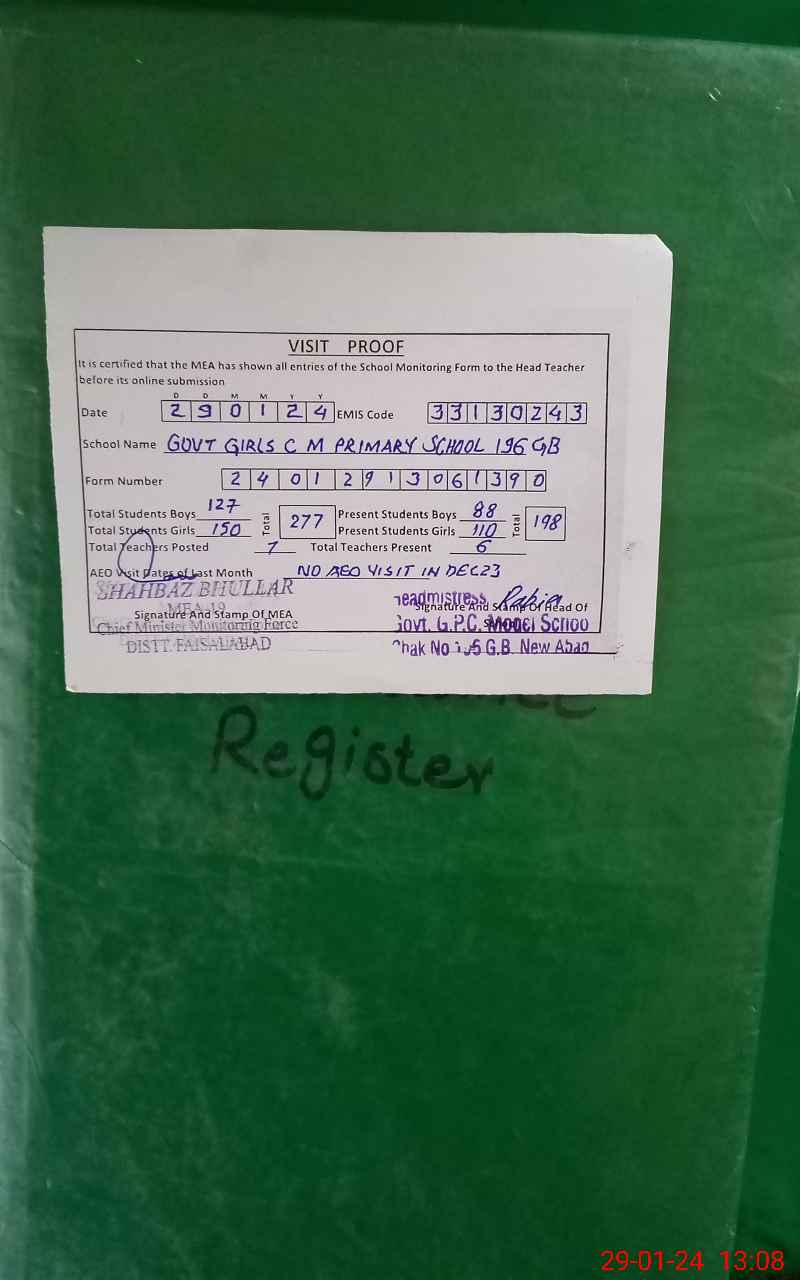 VISIT PROOF
It is certified that the MEA has shown all entries of the School Monitoring Form to the Head Teacher
before its online submission
D D M M Y Y
Date 2 9 0 1 2 4 EMIS Code 3 3 1 3 0 2 4 3
School Name GOVT GIRLS C M PRIMARY SCHOOL 196 GB
Form Number 2 4 0 1 2 9 1 3 0 6 1 3 9 0
Total Students Boys 127 Total 277 Present Students Boys 88 Total 198
Total Students Girls 150 Present Students Girls 110
Total Teachers Posted 7 Total Teachers Present 6
AEO Visit Dates of Last Month NO AEO VISIT IN DEC23
SHAHBAZ BHULLAR
MEA-19
Signature And Stamp Of MEA
Chief Minister Monitoring Force
DISTT. FAISALABAD
eadmistress Rabia
Signature And Stamp Of Head Of
ovt. G.P.C. Model Schoo
hak No G.B. New Abad
Register
29-01-24 13:08